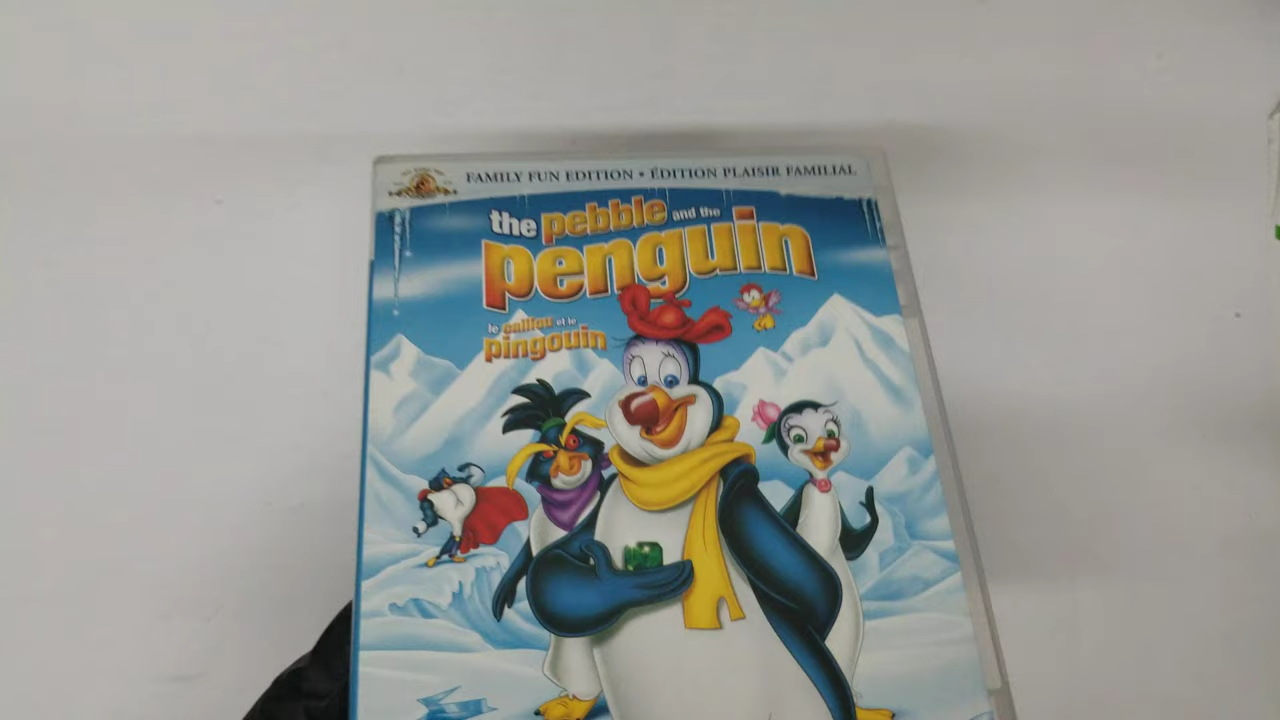 FAMILY FUN EDITION • ÉDITION PLAISIR FAMILIAL
the pebble and the
penguin
le caillou et le
pingouin